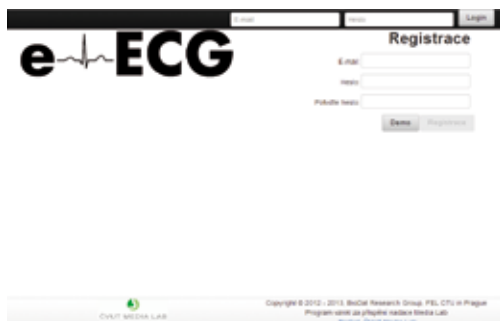 E-mail
heslo
Login
e ECG
Registrace
E-mail
heslo
Potvrďte heslo
Demo
Registrace
ČVUT MEDIA LAB
Copyright © 2012 - 2013, BioDat Research Group, FEL, CTU in Prague
Program vznikl za přispění nadace Media Lab